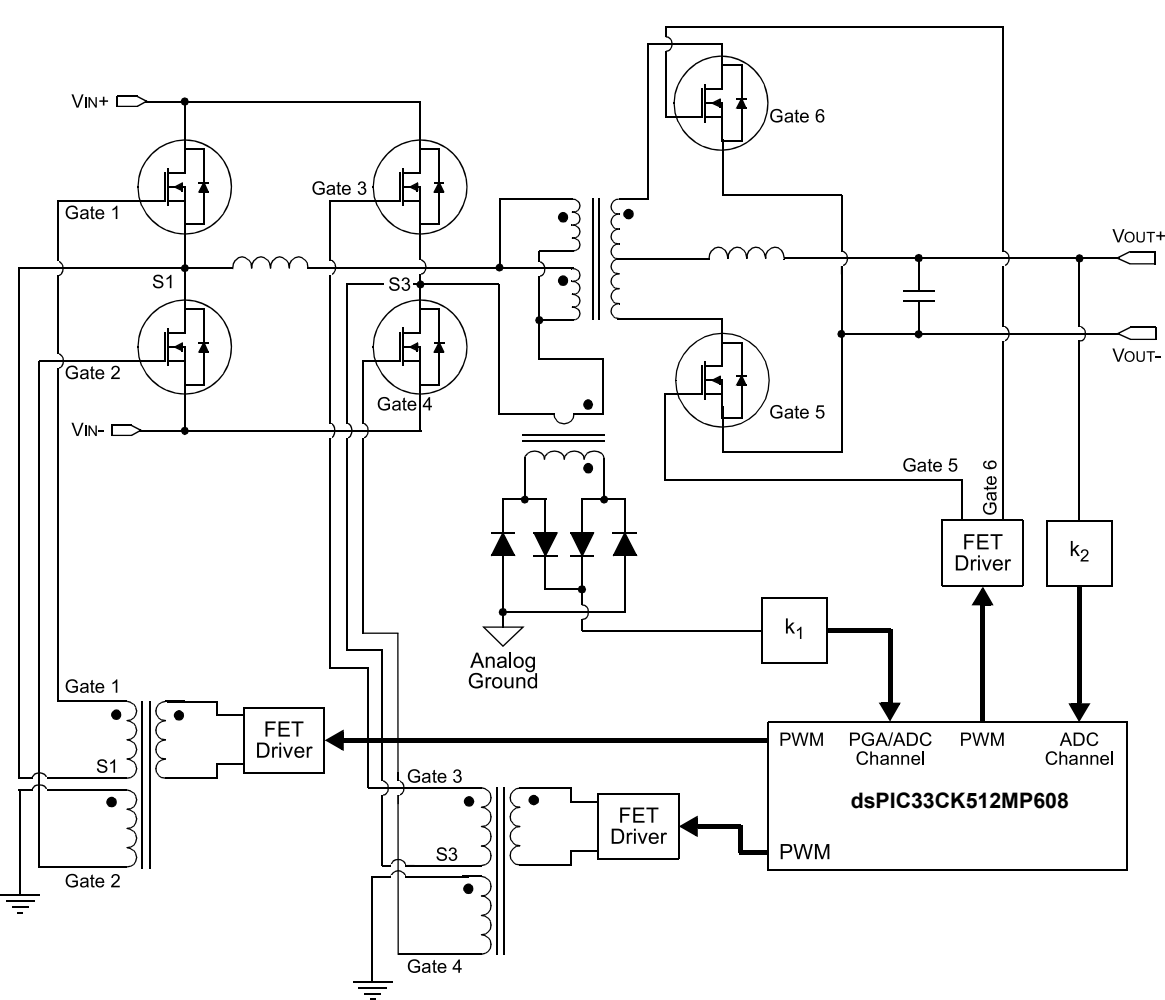 VIN+
Gate 1
Gate 3
Gate 6
S1
S3
VOUT+
VOUT-
Gate 2
Gate 4
Gate 5
VIN-
Gate 5
Gate 6
FET
Driver
k2
k1
Analog
Ground
Gate 1
S1
Gate 2
FET
Driver
PWM
PGA/ADC
Channel
PWM
ADC
Channel
dsPIC33CK512MP608
PWM
Gate 3
S3
Gate 4
FET
Driver